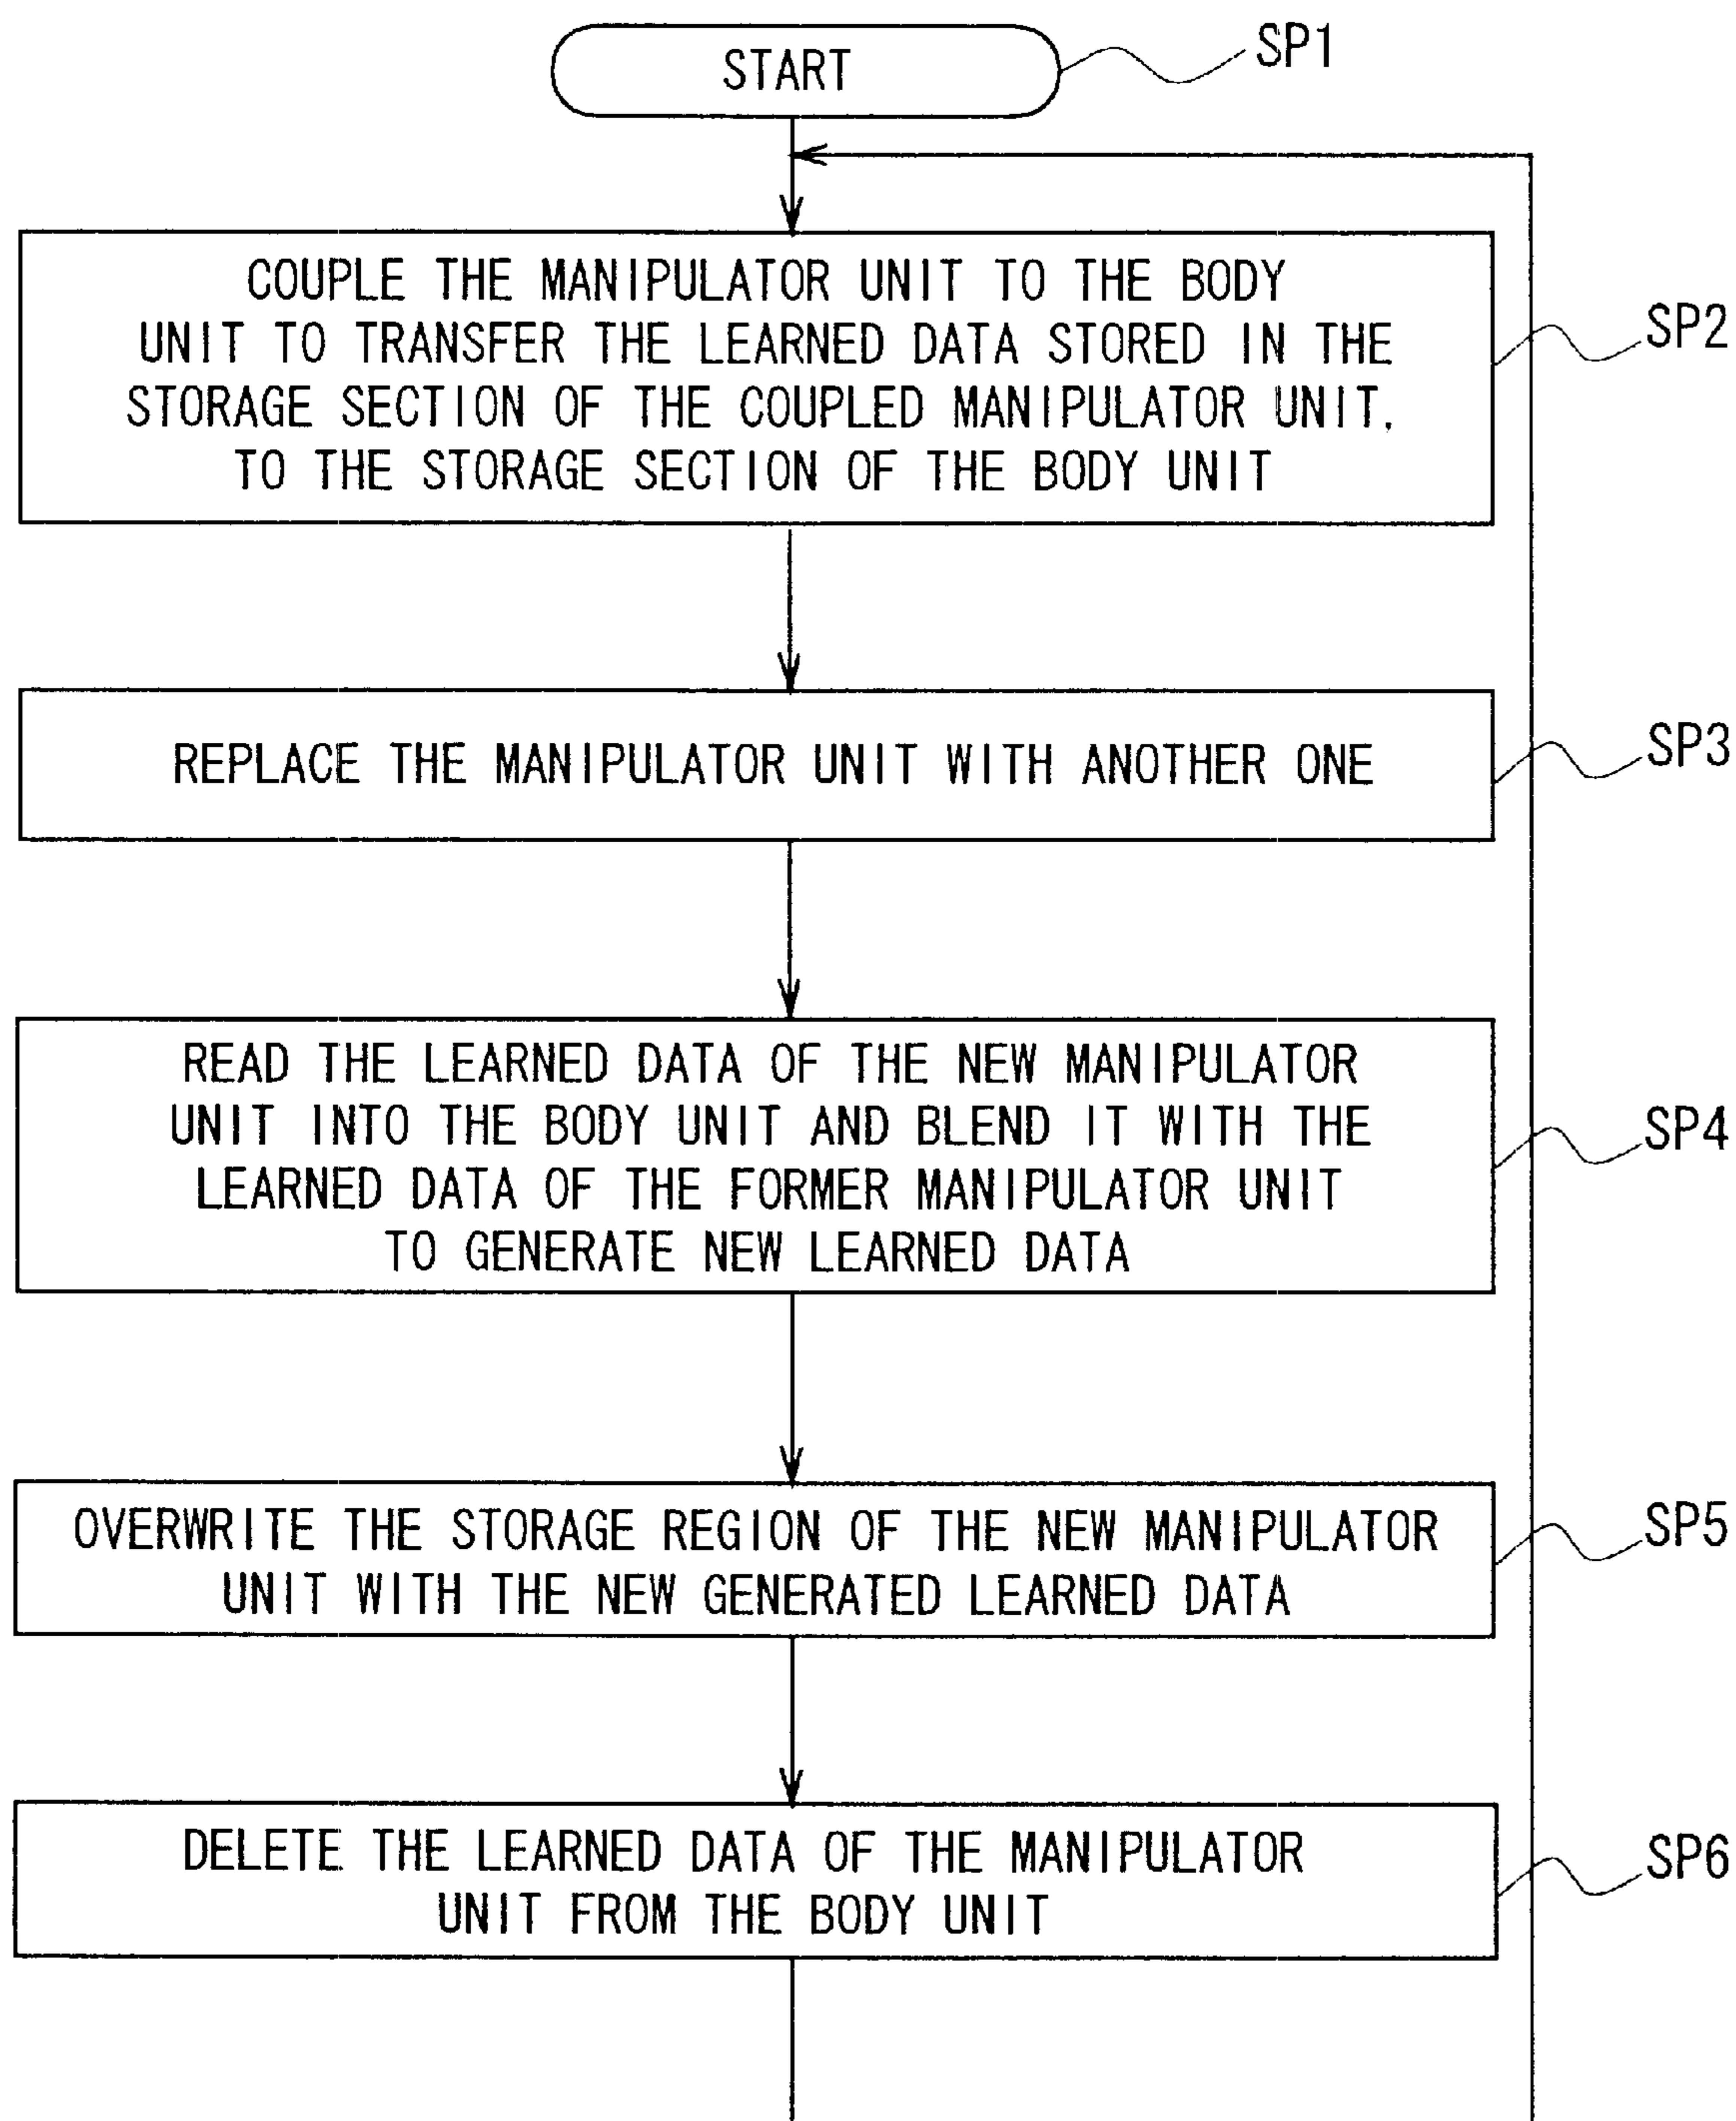 START
SP1
COUPLE THE MANIPULATOR UNIT TO THE BODY
UNIT TO TRANSFER THE LEARNED DATA STORED IN THE
STORAGE SECTION OF THE COUPLED MANIPULATOR UNIT,
TO THE STORAGE SECTION OF THE BODY UNIT
SP2
REPLACE THE MANIPULATOR UNIT WITH ANOTHER ONE
SP3
READ THE LEARNED DATA OF THE NEW MANIPULATOR
UNIT INTO THE BODY UNIT AND BLEND IT WITH THE
LEARNED DATA OF THE FORMER MANIPULATOR UNIT
TO GENERATE NEW LEARNED DATA
SP4
OVERWRITE THE STORAGE REGION OF THE NEW MANIPULATOR
UNIT WITH THE NEW GENERATED LEARNED DATA
SP5
DELETE THE LEARNED DATA OF THE MANIPULATOR
UNIT FROM THE BODY UNIT
SP6